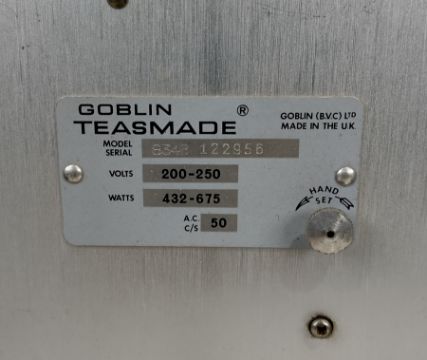 GOBLIN ®
TEASMADE
GOBLIN (B.V.C) LTD
MADE IN THE U.K.
MODEL
SERIAL 834R 122956
VOLTS 200-250
WATTS 432-675
A.C.
C/S 50
HAND
SET